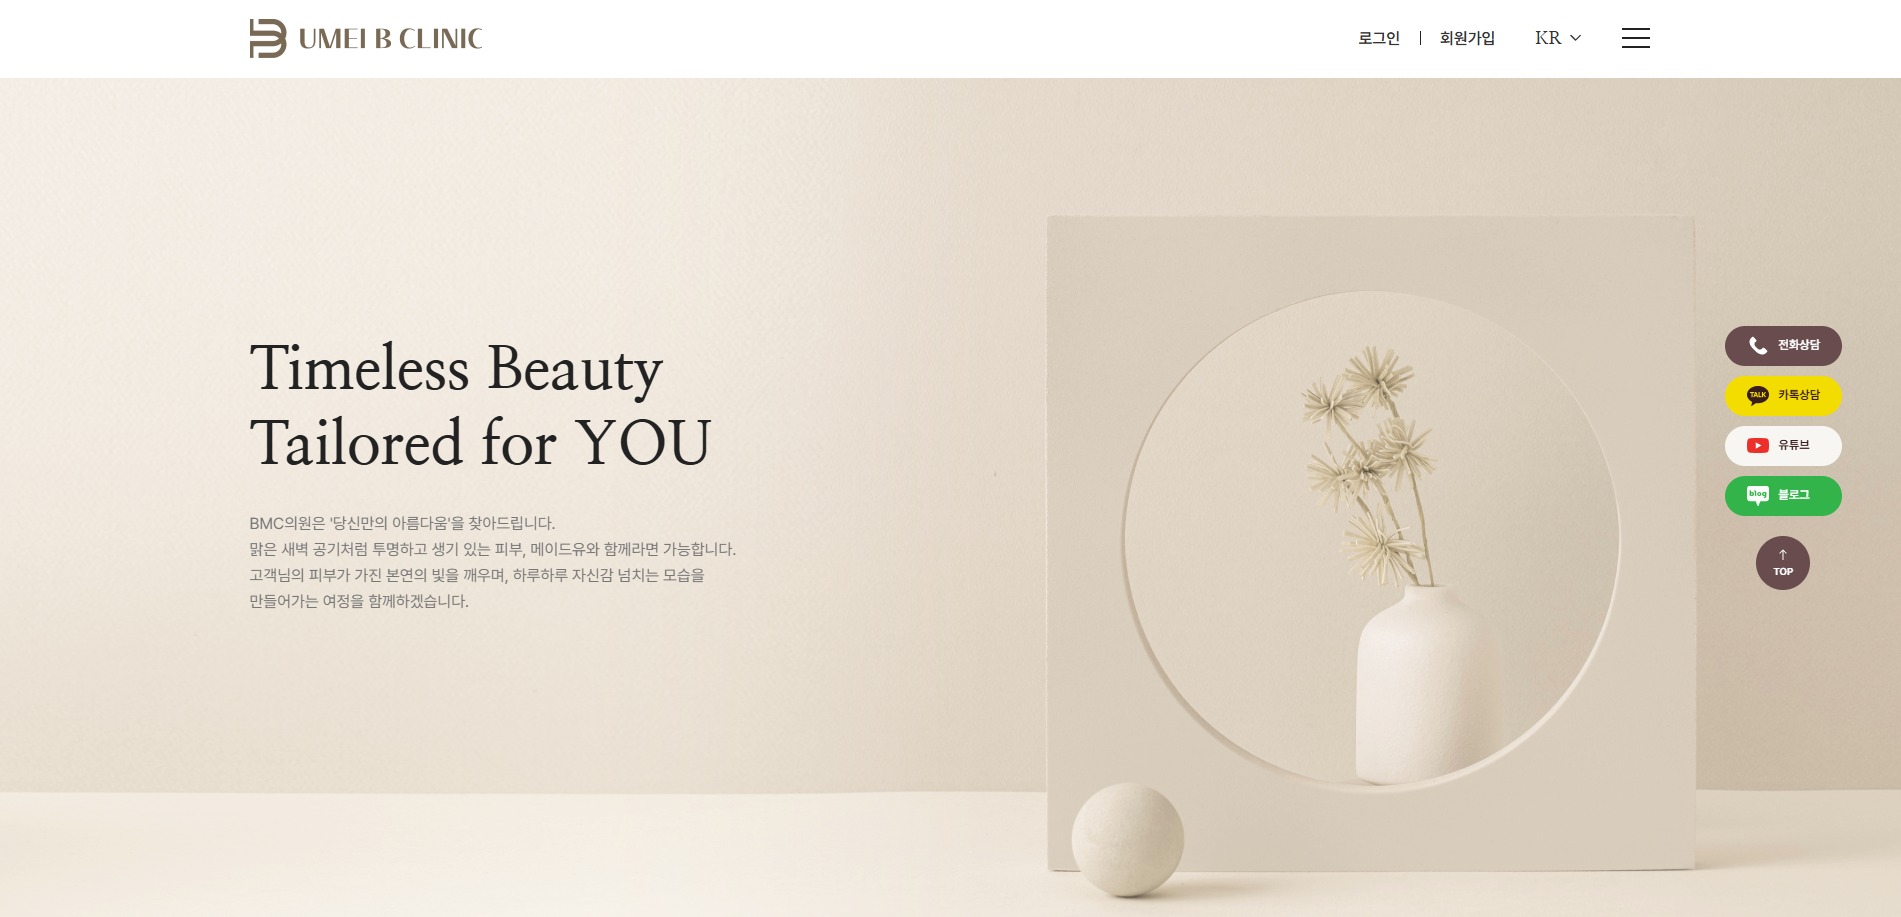 UMEI B CLINIC
로그인
회원가입
KR
Timeless Beauty
Tailored for YOU
BMC의원은 '당신만의 아름다움'을 찾아드립니다.
맑은 새벽 공기처럼 투명하고 생기 있는 피부, 메이드유와 함께라면 가능합니다.
고객님의 피부가 가진 본연의 빛을 깨우며, 하루하루 자신감 넘치는 모습을
만들어가는 여정을 함께하겠습니다.
전화상담
TALK 카톡상담
유튜브
blog 블로그
TOP